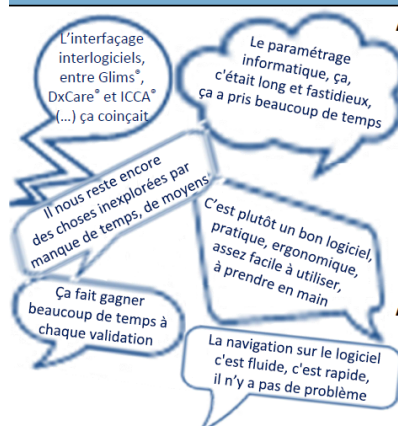 L'interfaçage
interlogiciels,
entre Glims®,
DxCare® et ICCA®
(...) ça coinçait
Le paramétrage
informatique, ça,
c'était long et fastidieux,
ça a pris beaucoup de temps
Il nous reste encore
des choses inexplorées par
manque de temps, de moyens
C'est plutôt un bon logiciel,
pratique, ergonomique,
assez facile à utiliser,
à prendre en main
Ça fait gagner
beaucoup de temps à
chaque validation
La navigation sur le logiciel
c'est fluide, c'est rapide,
il n'y a pas de problème